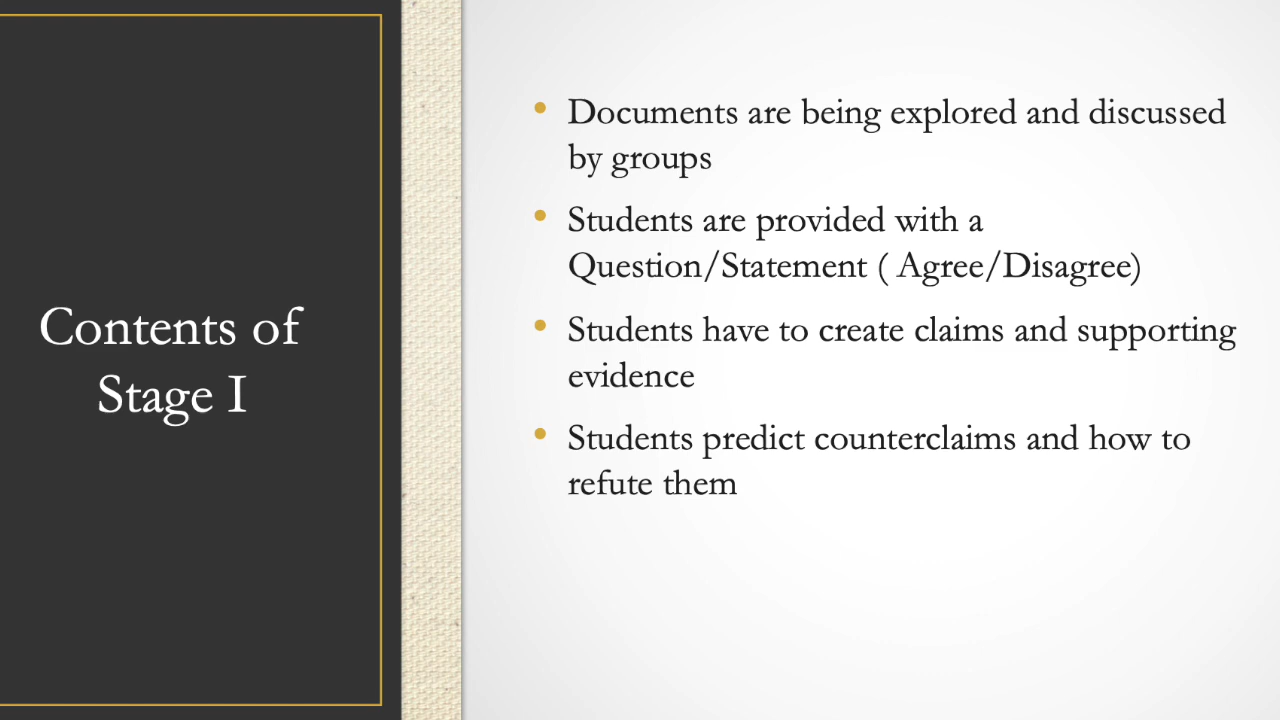 Contents of
Stage I
Documents are being explored and discussed
by groups
Students are provided with a
Question/Statement ( Agree/Disagree)
Students have to create claims and supporting
evidence
Students predict counterclaims and how to
refute them